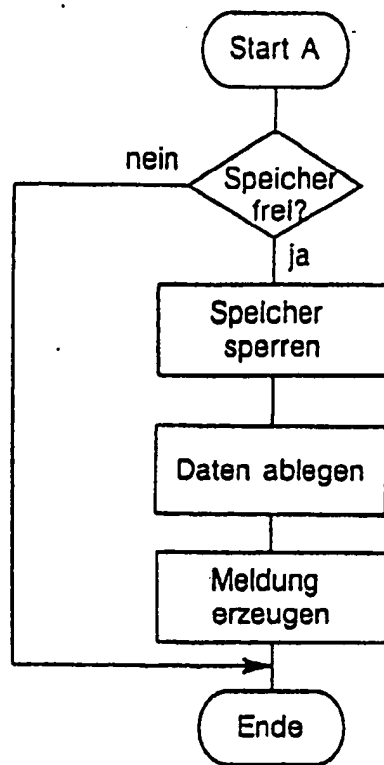 Start A
nein
Speicher
frei?
ja
Speicher
sperren
Daten ablegen
Meldung
erzeugen
Ende